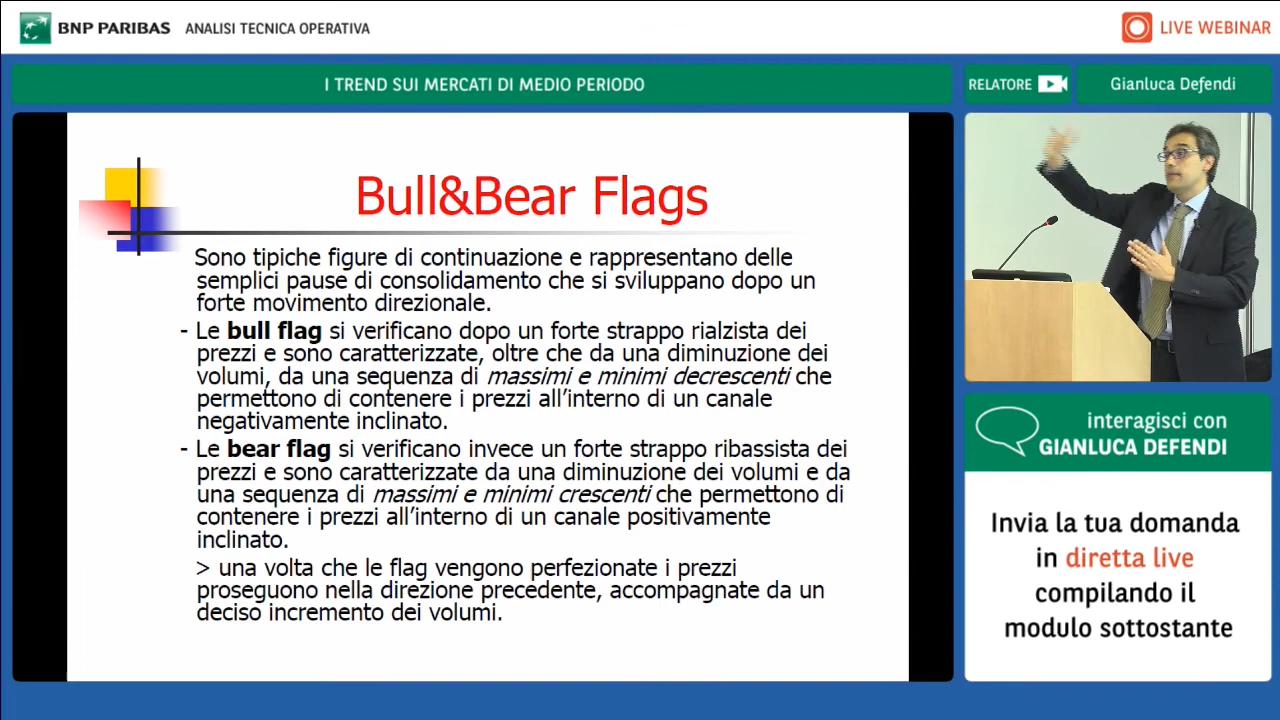 BNP PARIBAS ANALISI TECNICA OPERATIVA
LIVE WEBINAR
I TREND SUI MERCATI DI MEDIO PERIODO
RELATORE
Gianluca Defendi
Bull&Bear Flags
Sono tipiche figure di continuazione e rappresentano delle
semplici pause di consolidamento che si sviluppano dopo un
forte movimento direzionale.
- Le bull flag si verificano dopo un forte strappo rialzista dei
prezzi e sono caratterizzate, oltre che da una diminuzione dei
volumi, da una sequenza di massimi e minimi decrescenti che
permettono di contenere i prezzi all'interno di un canale
negativamente inclinato.
- Le bear flag si verificano invece un forte strappo ribassista dei
prezzi e sono caratterizzate da una diminuzione dei volumi e da
una sequenza di massimi e minimi crescenti che permettono di
contenere i prezzi all'interno di un canale positivamente
inclinato.
> una volta che le flag vengono perfezionate i prezzi
proseguono nella direzione precedente, accompagnate da un
deciso incremento dei volumi.
interagisci con
GIANLUCA DEFENDI
Invia la tua domanda
in diretta live
compilando il
modulo sottostante